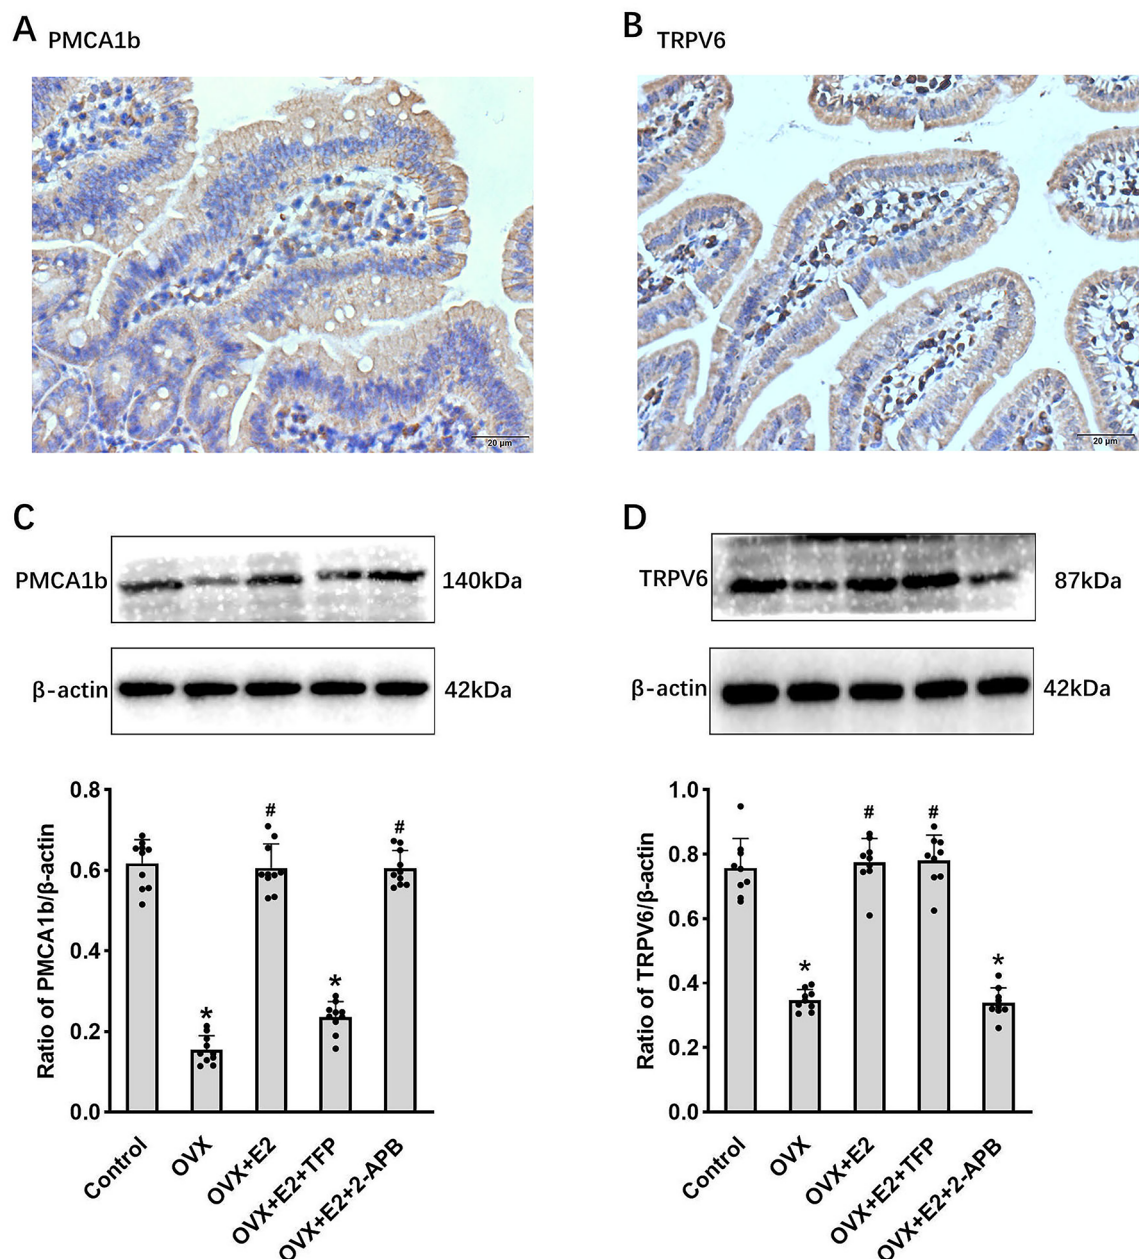 A PMCA1b
B TRPV6
20 μm
20 μm
C
PMCA1b 140kDa
β-actin 42kDa
Ratio of PMCA1b/β-actin
0.8
0.6
0.4
0.2
0.0
#
#
*
*
Control
OVX
OVX+E2
OVX+E2+TFP
OVX+E2+2-APB
D
TRPV6 87kDa
β-actin 42kDa
Ratio of TRPV6/β-actin
1.0
0.8
0.6
0.4
0.2
0.0
#
#
*
*
Control
OVX
OVX+E2
OVX+E2+TFP
OVX+E2+2-APB